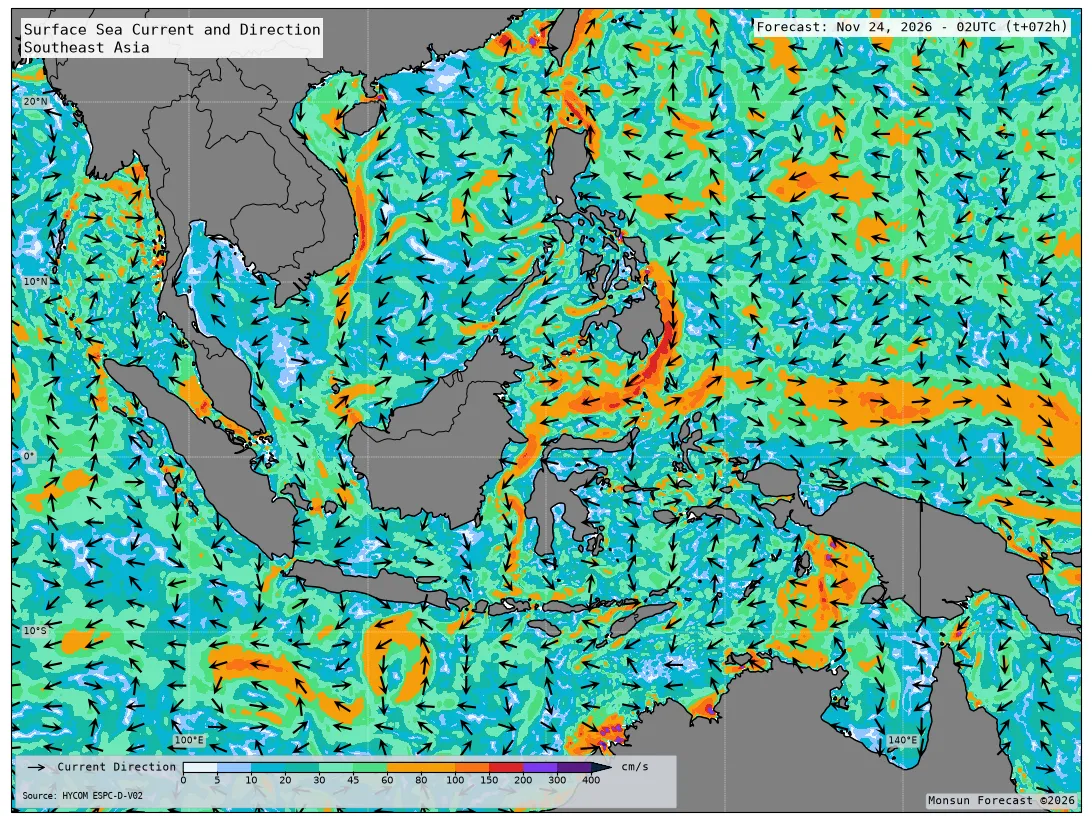 Surface Sea Current and Direction
Southeast Asia
Forecast: Nov 24, 2026 - 02UTC (t+072h)
20°N
10°N
0°
10°S
100°E
140°E
Current Direction
cm/s
0 5 10 20 30 45 60 80 100 150 200 300 400
Source: HYCOM ESPC-D-V02
Monsun Forecast ©2026